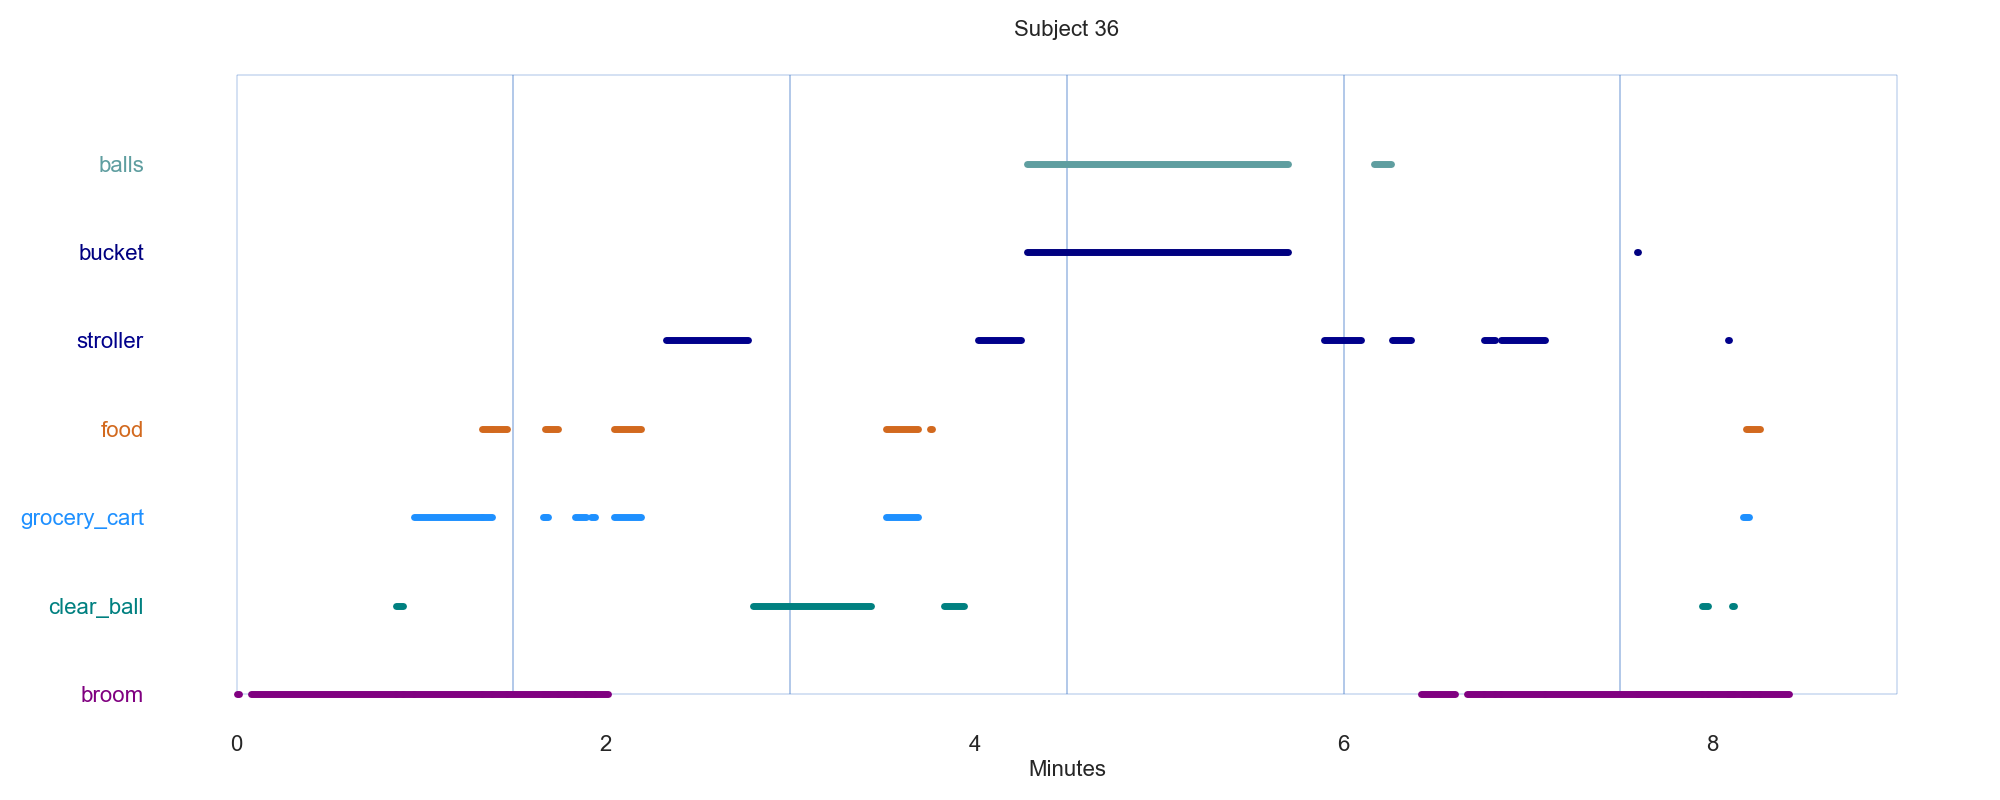 Subject 36
balls
bucket
stroller
food
grocery_cart
clear_ball
broom
0 2 4 6 8
Minutes